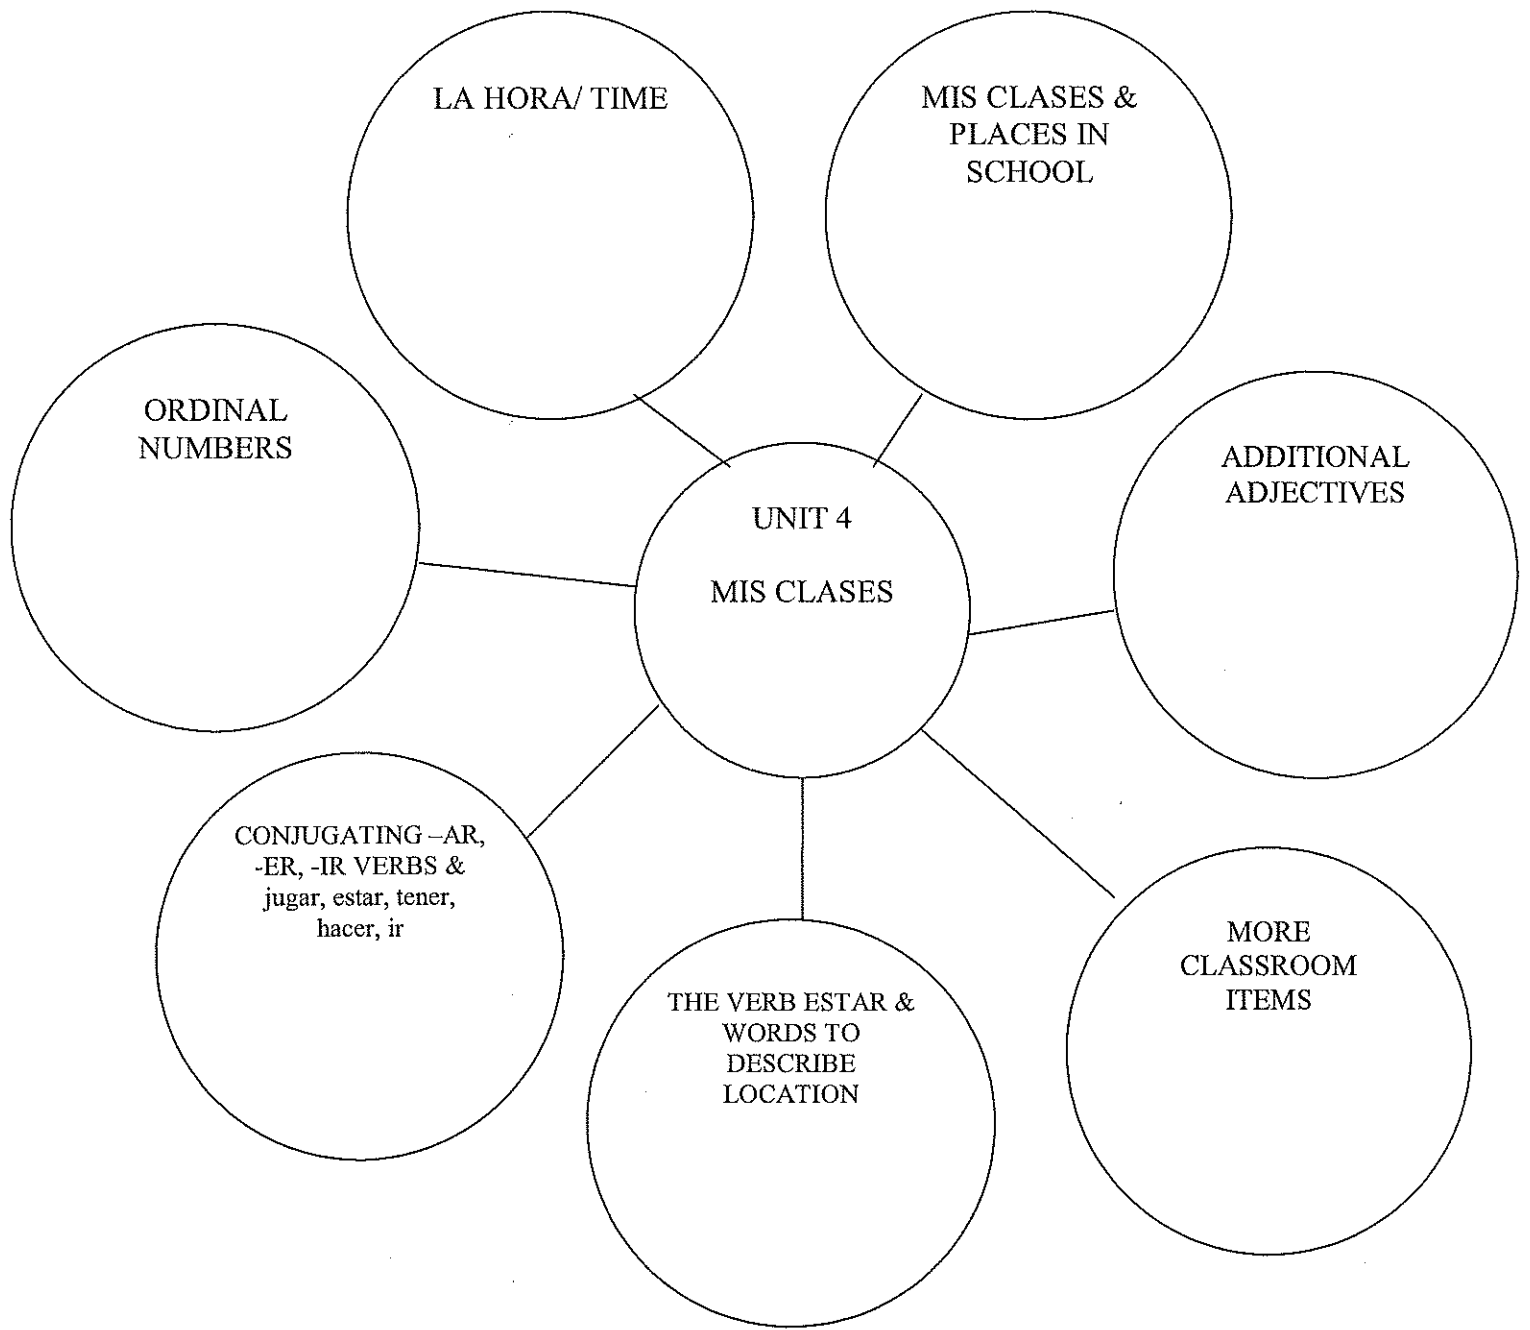 LA HORA/ TIME
MIS CLASES &
PLACES IN
SCHOOL
ORDINAL
NUMBERS
ADDITIONAL
ADJECTIVES
UNIT 4
MIS CLASES
CONJUGATING –AR,
-ER, -IR VERBS &
jugar, estar, tener,
hacer, ir
THE VERB ESTAR &
WORDS TO
DESCRIBE
LOCATION
MORE
CLASSROOM
ITEMS